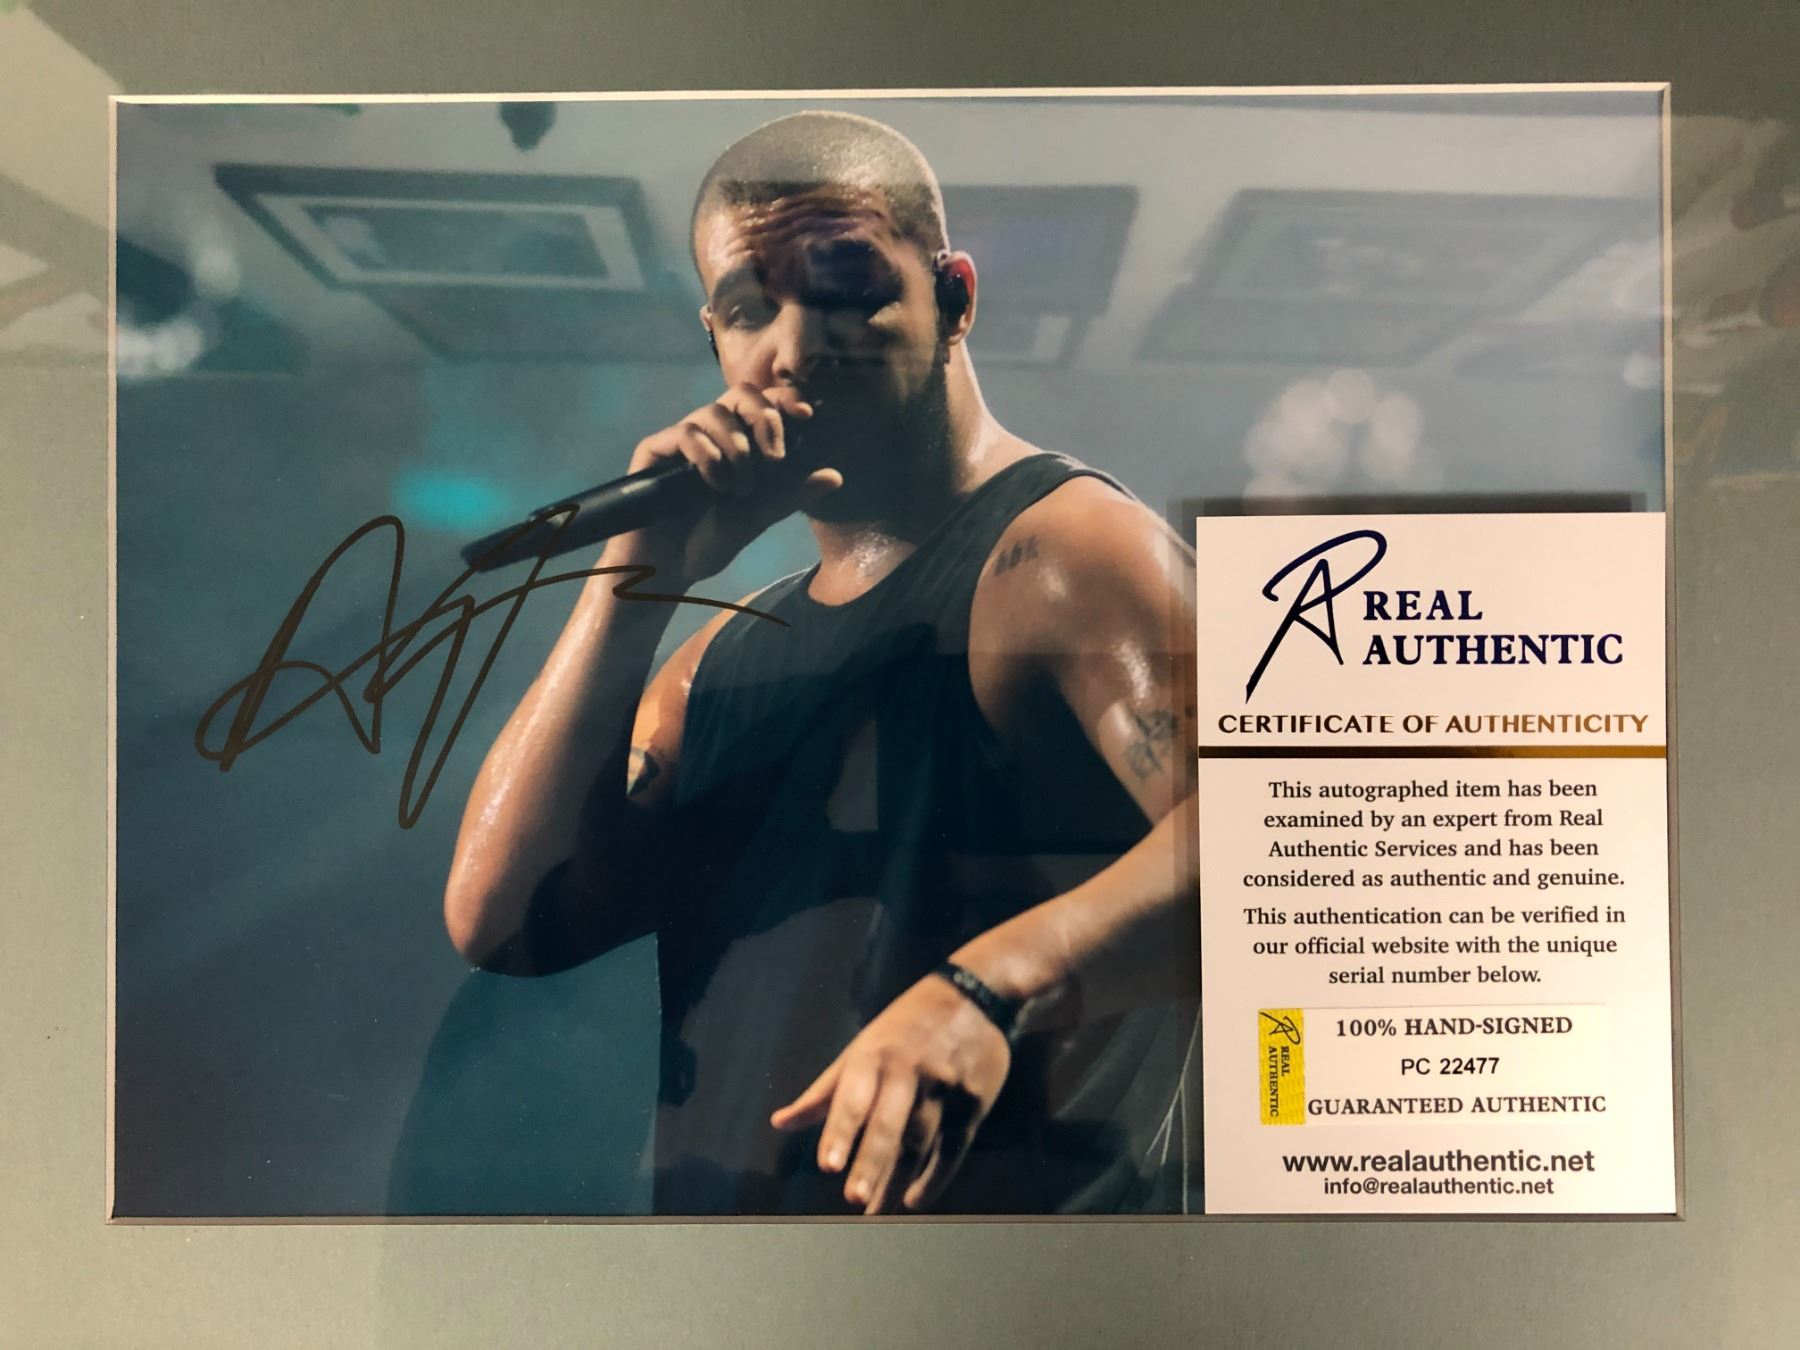 REAL
AUTHENTIC
CERTIFICATE OF AUTHENTICITY
This autographed item has been
examined by an expert from Real
Authentic Services and has been
considered as authentic and genuine.
This authentication can be verified in
our official website with the unique
serial number below.
REAL
AUTHENTIC
100% HAND-SIGNED
PC 22477
GUARANTEED AUTHENTIC
www.realauthentic.net
info@realauthentic.net